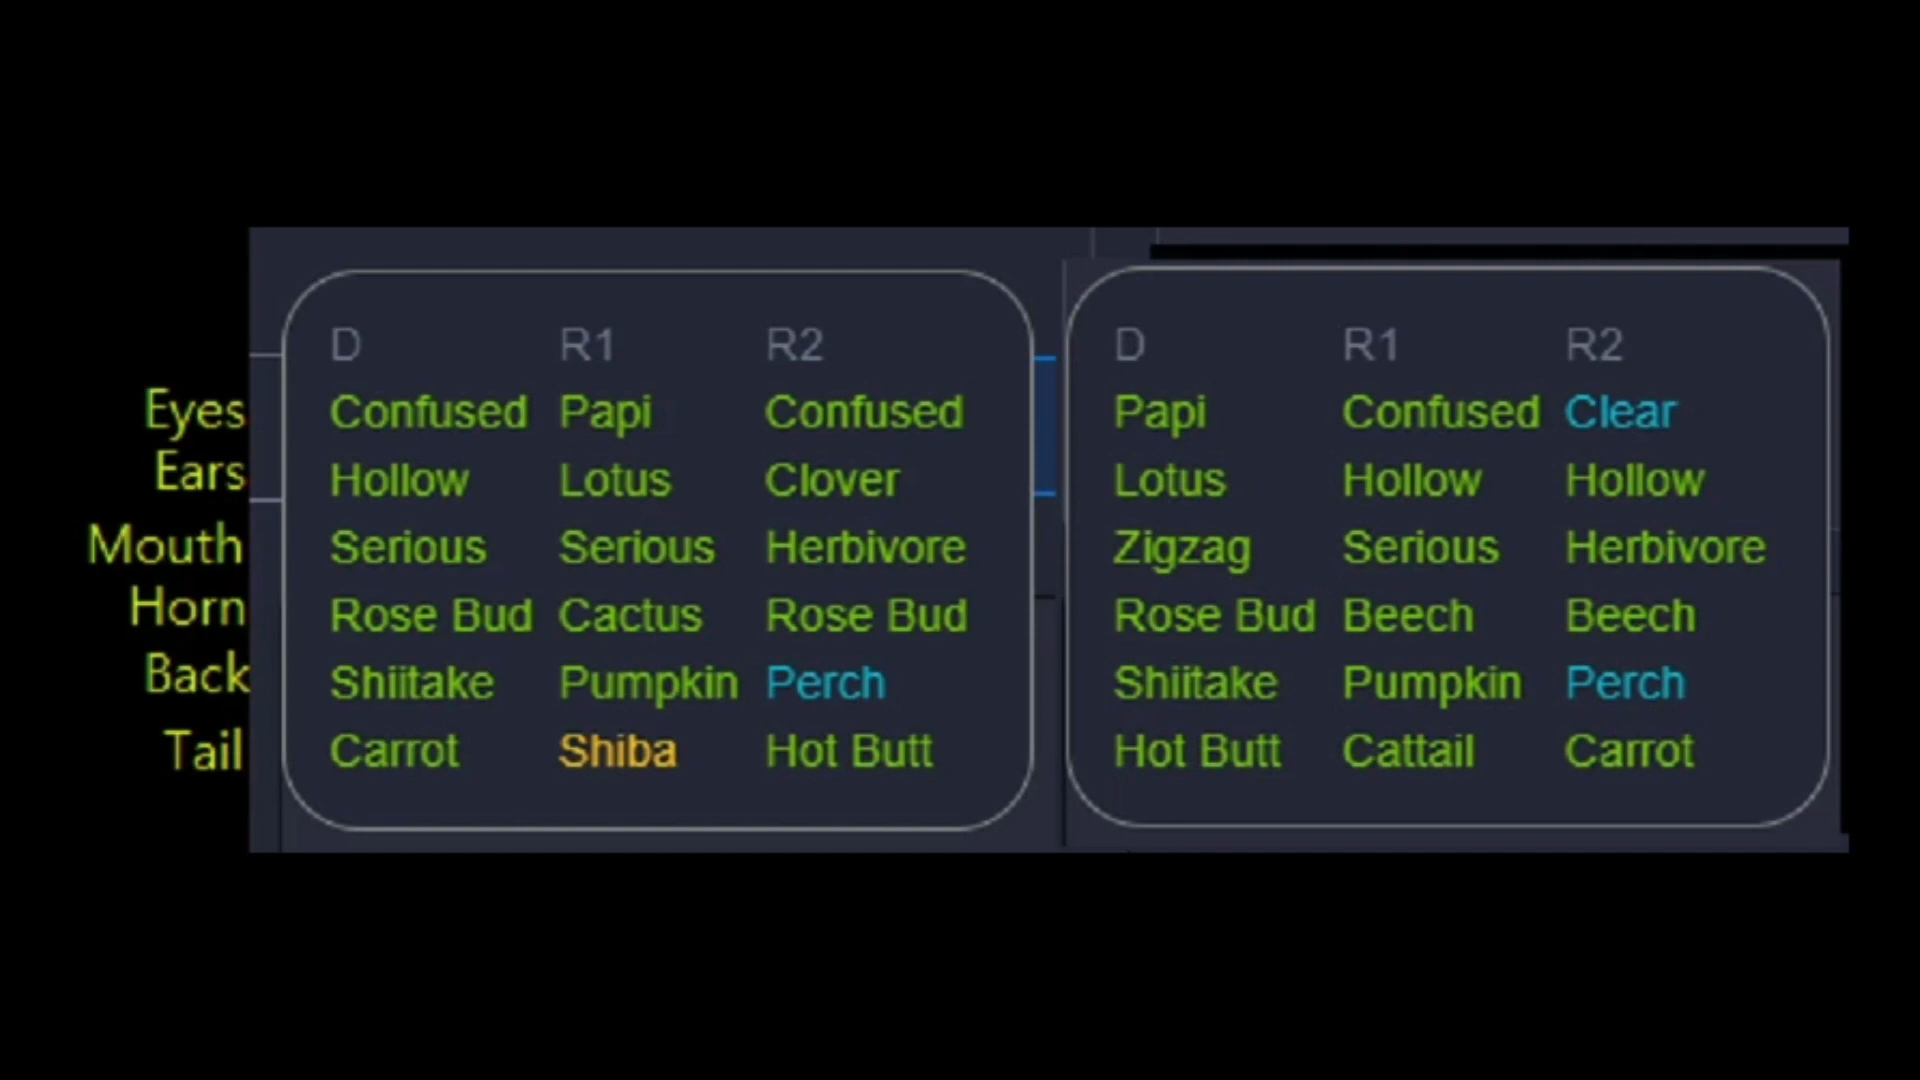 D R1 R2 D R1 R2
Eyes Confused Papi Confused Papi Confused Clear
Ears Hollow Lotus Clover Lotus Hollow Hollow
Mouth Serious Serious Herbivore Zigzag Serious Herbivore
Horn Rose Bud Cactus Rose Bud Rose Bud Beech Beech
Back Shiitake Pumpkin Perch Shiitake Pumpkin Perch
Tail Carrot Shiba Hot Butt Hot Butt Cattail Carrot